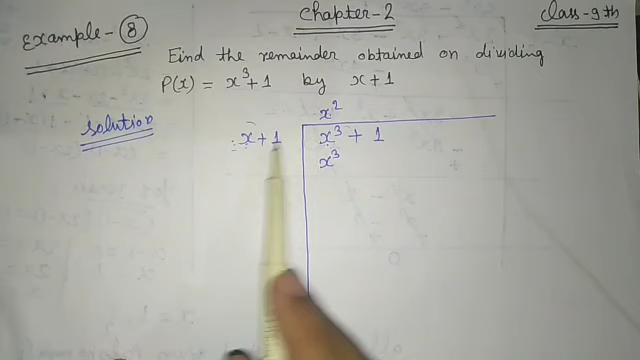 Chapter-2
Class-9th
Example-8
Find the remainder obtained on dividing
P(x) = x³+1 by x+1
Solution
x²
x+1
x³ + 1
x³